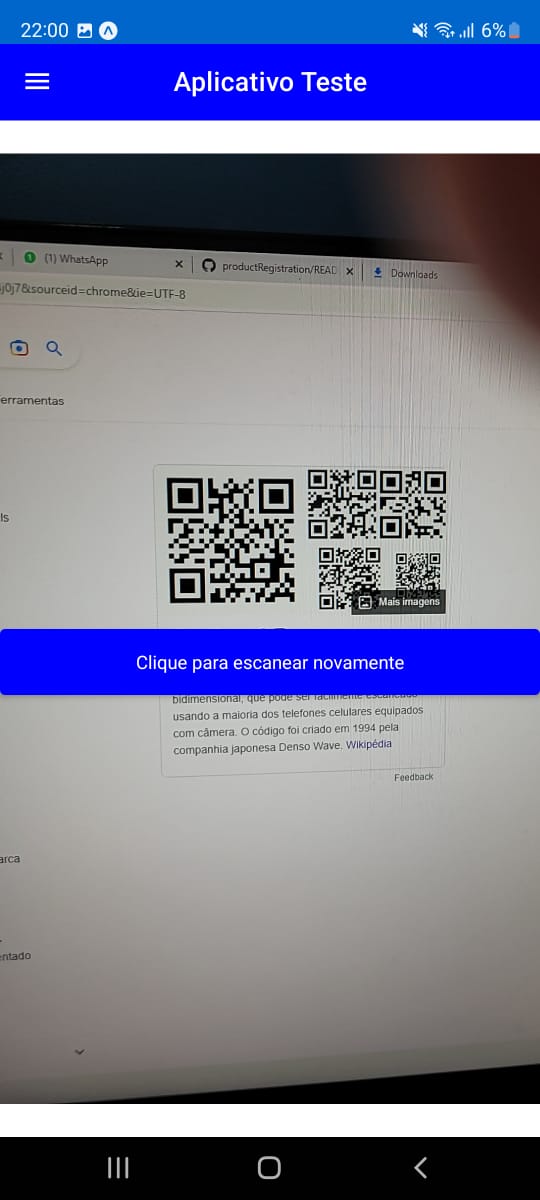 22:00
6%
Aplicativo Teste
1 (1) WhatsApp
productRegistration/READ
Downloads
j0j7&sourceid=chrome&ie=UTF-8
erramentas
ls
Mais imagens
Clique para escanear novamente
bidimensional, que pode ser facilmente escaneado
usando a maioria dos telefones celulares equipados
com câmera. O código foi criado em 1994 pela
companhia japonesa Denso Wave. Wikipédia
Feedback
arca
entado